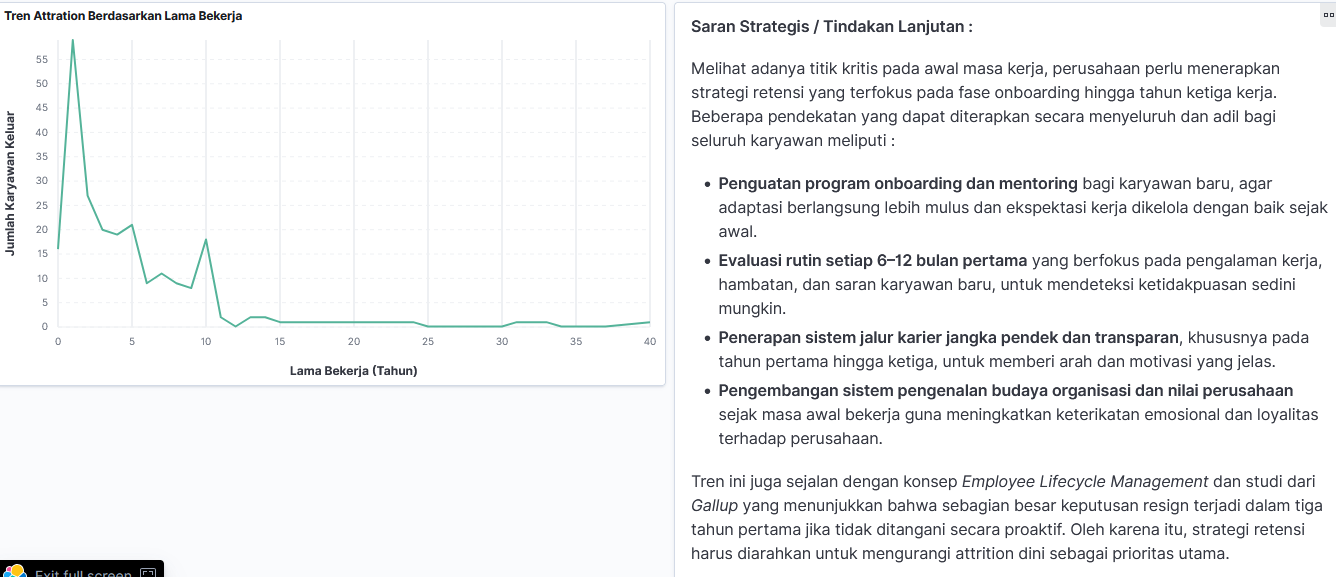 Tren Attration Berdasarkan Lama Bekerja
55
50
45
40
35
30
25
20
15
10
5
0
Jumlah Karyawan Keluar
0 5 10 15 20 25 30 35 40
Lama Bekerja (Tahun)
Exit full screen
Saran Strategis / Tindakan Lanjutan :
Melihat adanya titik kritis pada awal masa kerja, perusahaan perlu menerapkan
strategi retensi yang terfokus pada fase onboarding hingga tahun ketiga kerja.
Beberapa pendekatan yang dapat diterapkan secara menyeluruh dan adil bagi
seluruh karyawan meliputi :
• Penguatan program onboarding dan mentoring bagi karyawan baru, agar
adaptasi berlangsung lebih mulus dan ekspektasi kerja dikelola dengan baik sejak
awal.
• Evaluasi rutin setiap 6–12 bulan pertama yang berfokus pada pengalaman kerja,
hambatan, dan saran karyawan baru, untuk mendeteksi ketidakpuasan sedini
mungkin.
• Penerapan sistem jalur karier jangka pendek dan transparan, khususnya pada
tahun pertama hingga ketiga, untuk memberi arah dan motivasi yang jelas.
• Pengembangan sistem pengenalan budaya organisasi dan nilai perusahaan
sejak masa awal bekerja guna meningkatkan keterikatan emosional dan loyalitas
terhadap perusahaan.
Tren ini juga sejalan dengan konsep Employee Lifecycle Management dan studi dari
Gallup yang menunjukkan bahwa sebagian besar keputusan resign terjadi dalam tiga
tahun pertama jika tidak ditangani secara proaktif. Oleh karena itu, strategi retensi
harus diarahkan untuk mengurangi attrition dini sebagai prioritas utama.